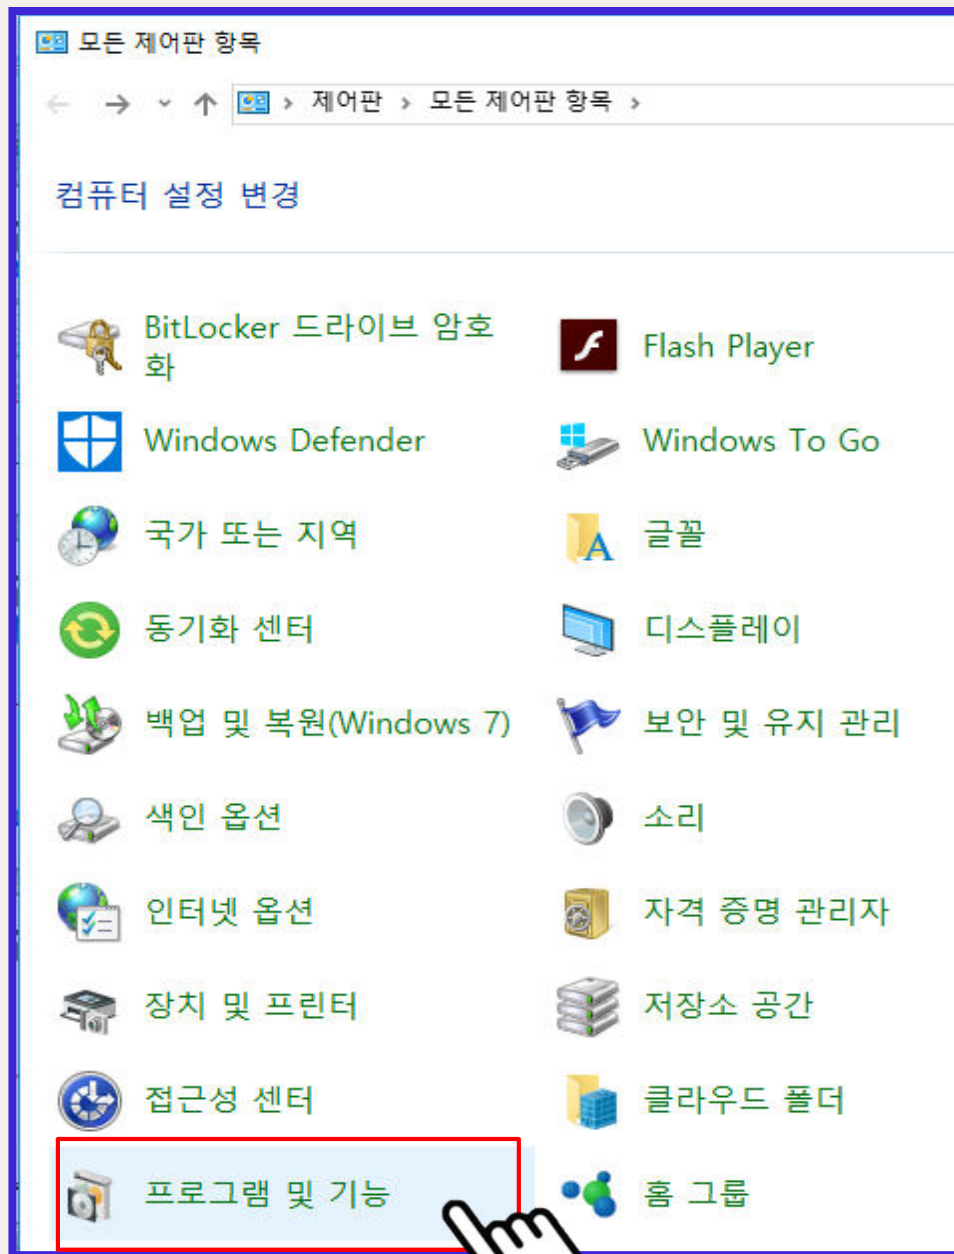 모든 제어판 항목
제어판 › 모든 제어판 항목 ›
컴퓨터 설정 변경
BitLocker 드라이브 암호
화
Flash Player
Windows Defender
Windows To Go
국가 또는 지역
글꼴
동기화 센터
디스플레이
백업 및 복원(Windows 7)
보안 및 유지 관리
색인 옵션
소리
인터넷 옵션
자격 증명 관리자
장치 및 프린터
저장소 공간
접근성 센터
클라우드 폴더
프로그램 및 기능
홈 그룹